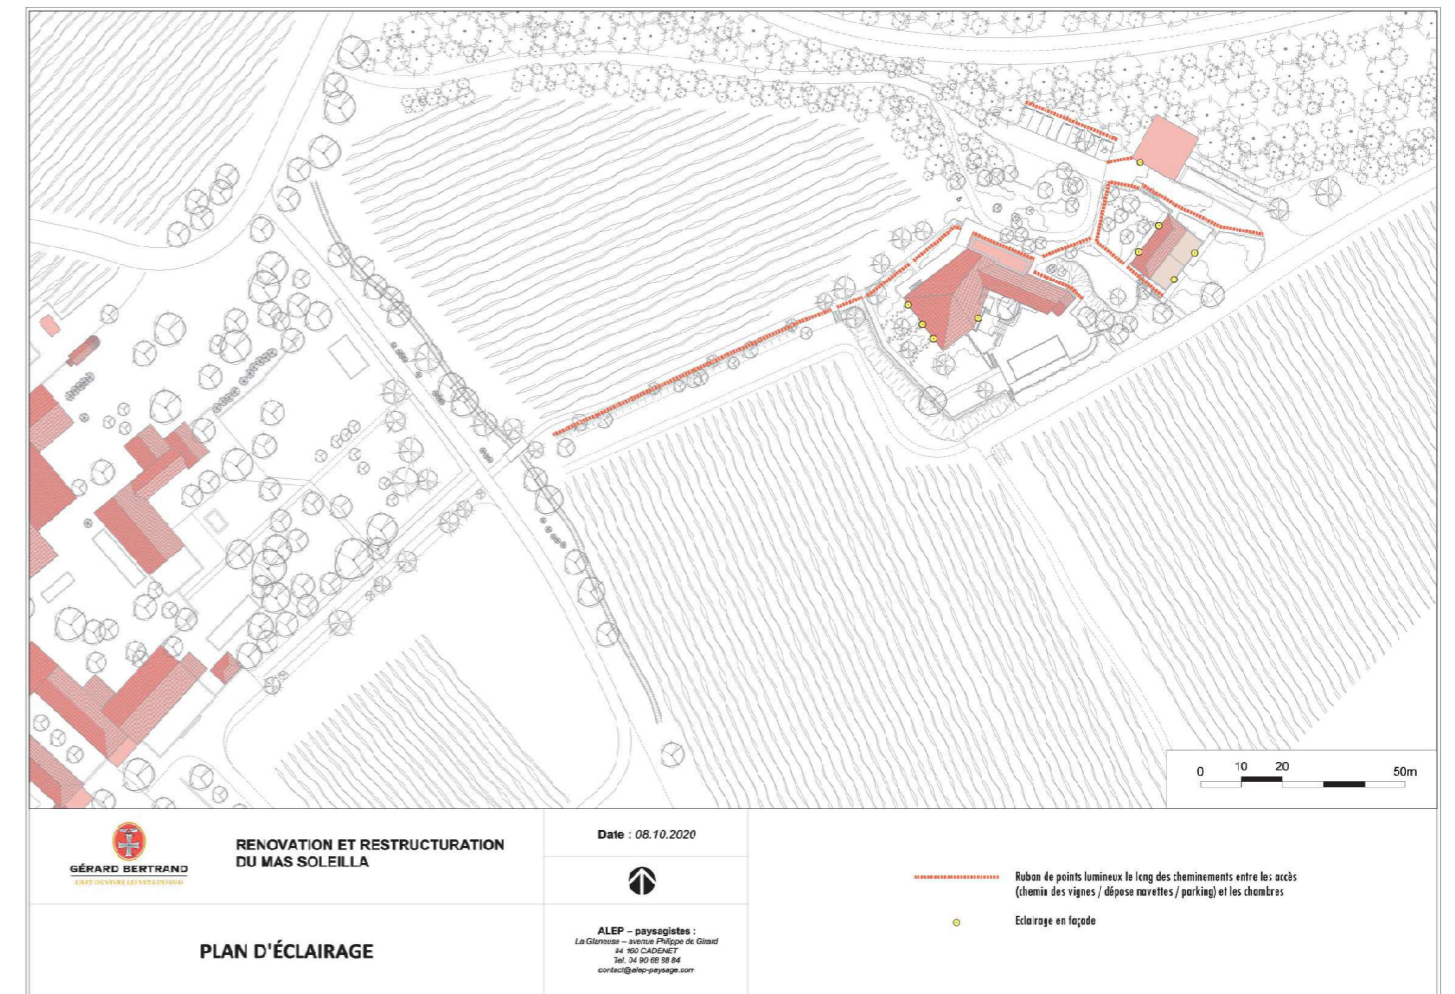 0 10 20 50m
GÉRARD BERTRAND
RENOVATION ET RESTRUCTURATION
DU MAS SOLEILLA
PLAN D'ÉCLAIRAGE
Date : 08.10.2020
ALEP – paysagistes :
La Glaneuse – avenue Philippe de Girard
84 160 CADENET
Tel. 04 90 68 88 84
contact@alep-paysage.com
Ruban de points lumineux le long des cheminements entre les accès
(chemin des vignes / dépose navettes / parking) et les chambres
Eclairage en façade